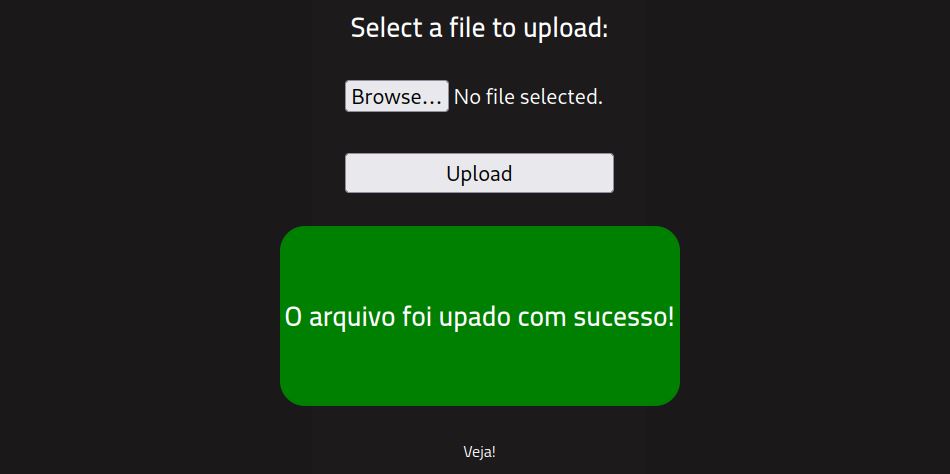 Select a file to upload:
Browse... No file selected.
Upload
O arquivo foi upado com sucesso!
Veja!